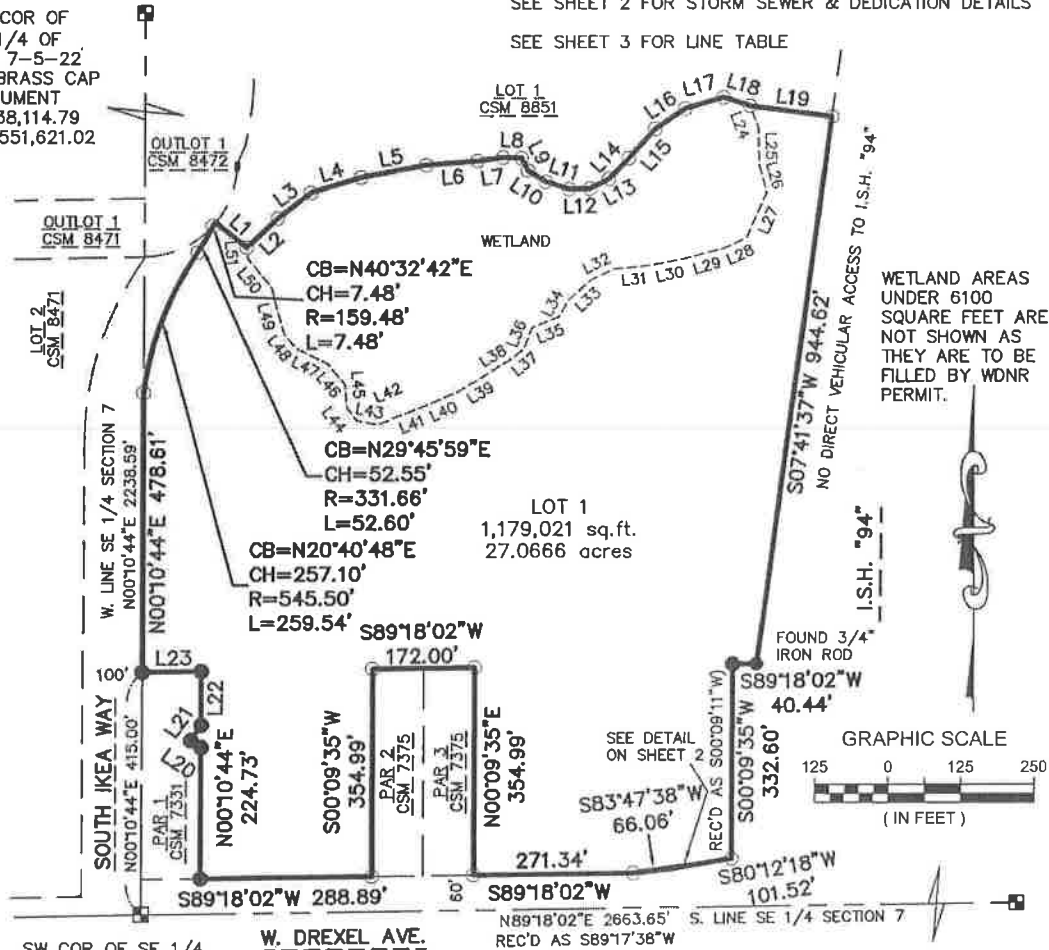 SEE SHEET 2 FOR STORM SEWER & DEDICATION DETAILS
SEE SHEET 3 FOR LINE TABLE
COR OF
1/4 OF
7-5-22
BRASS CAP
UMENT
38,114.79
551,621.02
OUTLOT 1
CSM 8472
LOT 1
CSM 8851
OUTLOT 1
CSM 8471
LOT 2
CSM 8471
L1
L2
L3
L4
L5
L6
L7
L8
L9
L10
L11
L12
L13
L14
L15
L16
L17
L18
L19
L24
L25
L26
L27
L28
L29
L30
L31
L32
L33
L34
L35
L36
L37
L38
L39
L40
L41
L42
L43
L44
L45
L46
L47
L48
L49
L50
L51
WETLAND
CB=N40°32'42"E
CH=7.48'
R=159.48'
L=7.48'
WETLAND AREAS
UNDER 6100
SQUARE FEET ARE
NOT SHOWN AS
THEY ARE TO BE
FILLED BY WDNR
PERMIT.
S07°41'37"W 944.62'
NO DIRECT VEHICULAR ACCESS TO I.S.H. "94"
CB=N29°45'59"E
CH=52.55'
R=331.66'
L=52.60'
LOT 1
1,179,021 sq.ft.
27.0666 acres
CB=N20°40'48"E
CH=257.10'
R=545.50'
L=259.54'
W. LINE SE 1/4 SECTION 7
N00°10'44"E 2238.59'
N00°10'44"E 478.61'
I.S.H. "94"
S89°18'02"W
172.00'
FOUND 3/4"
IRON ROD
S89°18'02"W
40.44'
100'
L23
L22
L21
L20
SOUTH IKEA WAY
N00°10'44"E 415.00'
PAR 1
CSM 7331
N00°10'44"E
224.73'
S00°09'35"W
354.99'
PAR 2
CSM 7375
PAR 3
CSM 7375
N00°09'35"E
354.99'
SEE DETAIL
ON SHEET 2
REC'D AS S00°09'11"W)
S00°09'35"W
332.60'
GRAPHIC SCALE
125 0 125 250
( IN FEET )
S83°47'38"W
66.06'
S89°18'02"W 288.89'
60'
271.34'
S89°18'02"W
S80°12'18"W
101.52'
N89°18'02"E 2663.65' S. LINE SE 1/4 SECTION 7
REC'D AS S89°17'38"W
W. DREXEL AVE.
SW COR OF SE 1/4